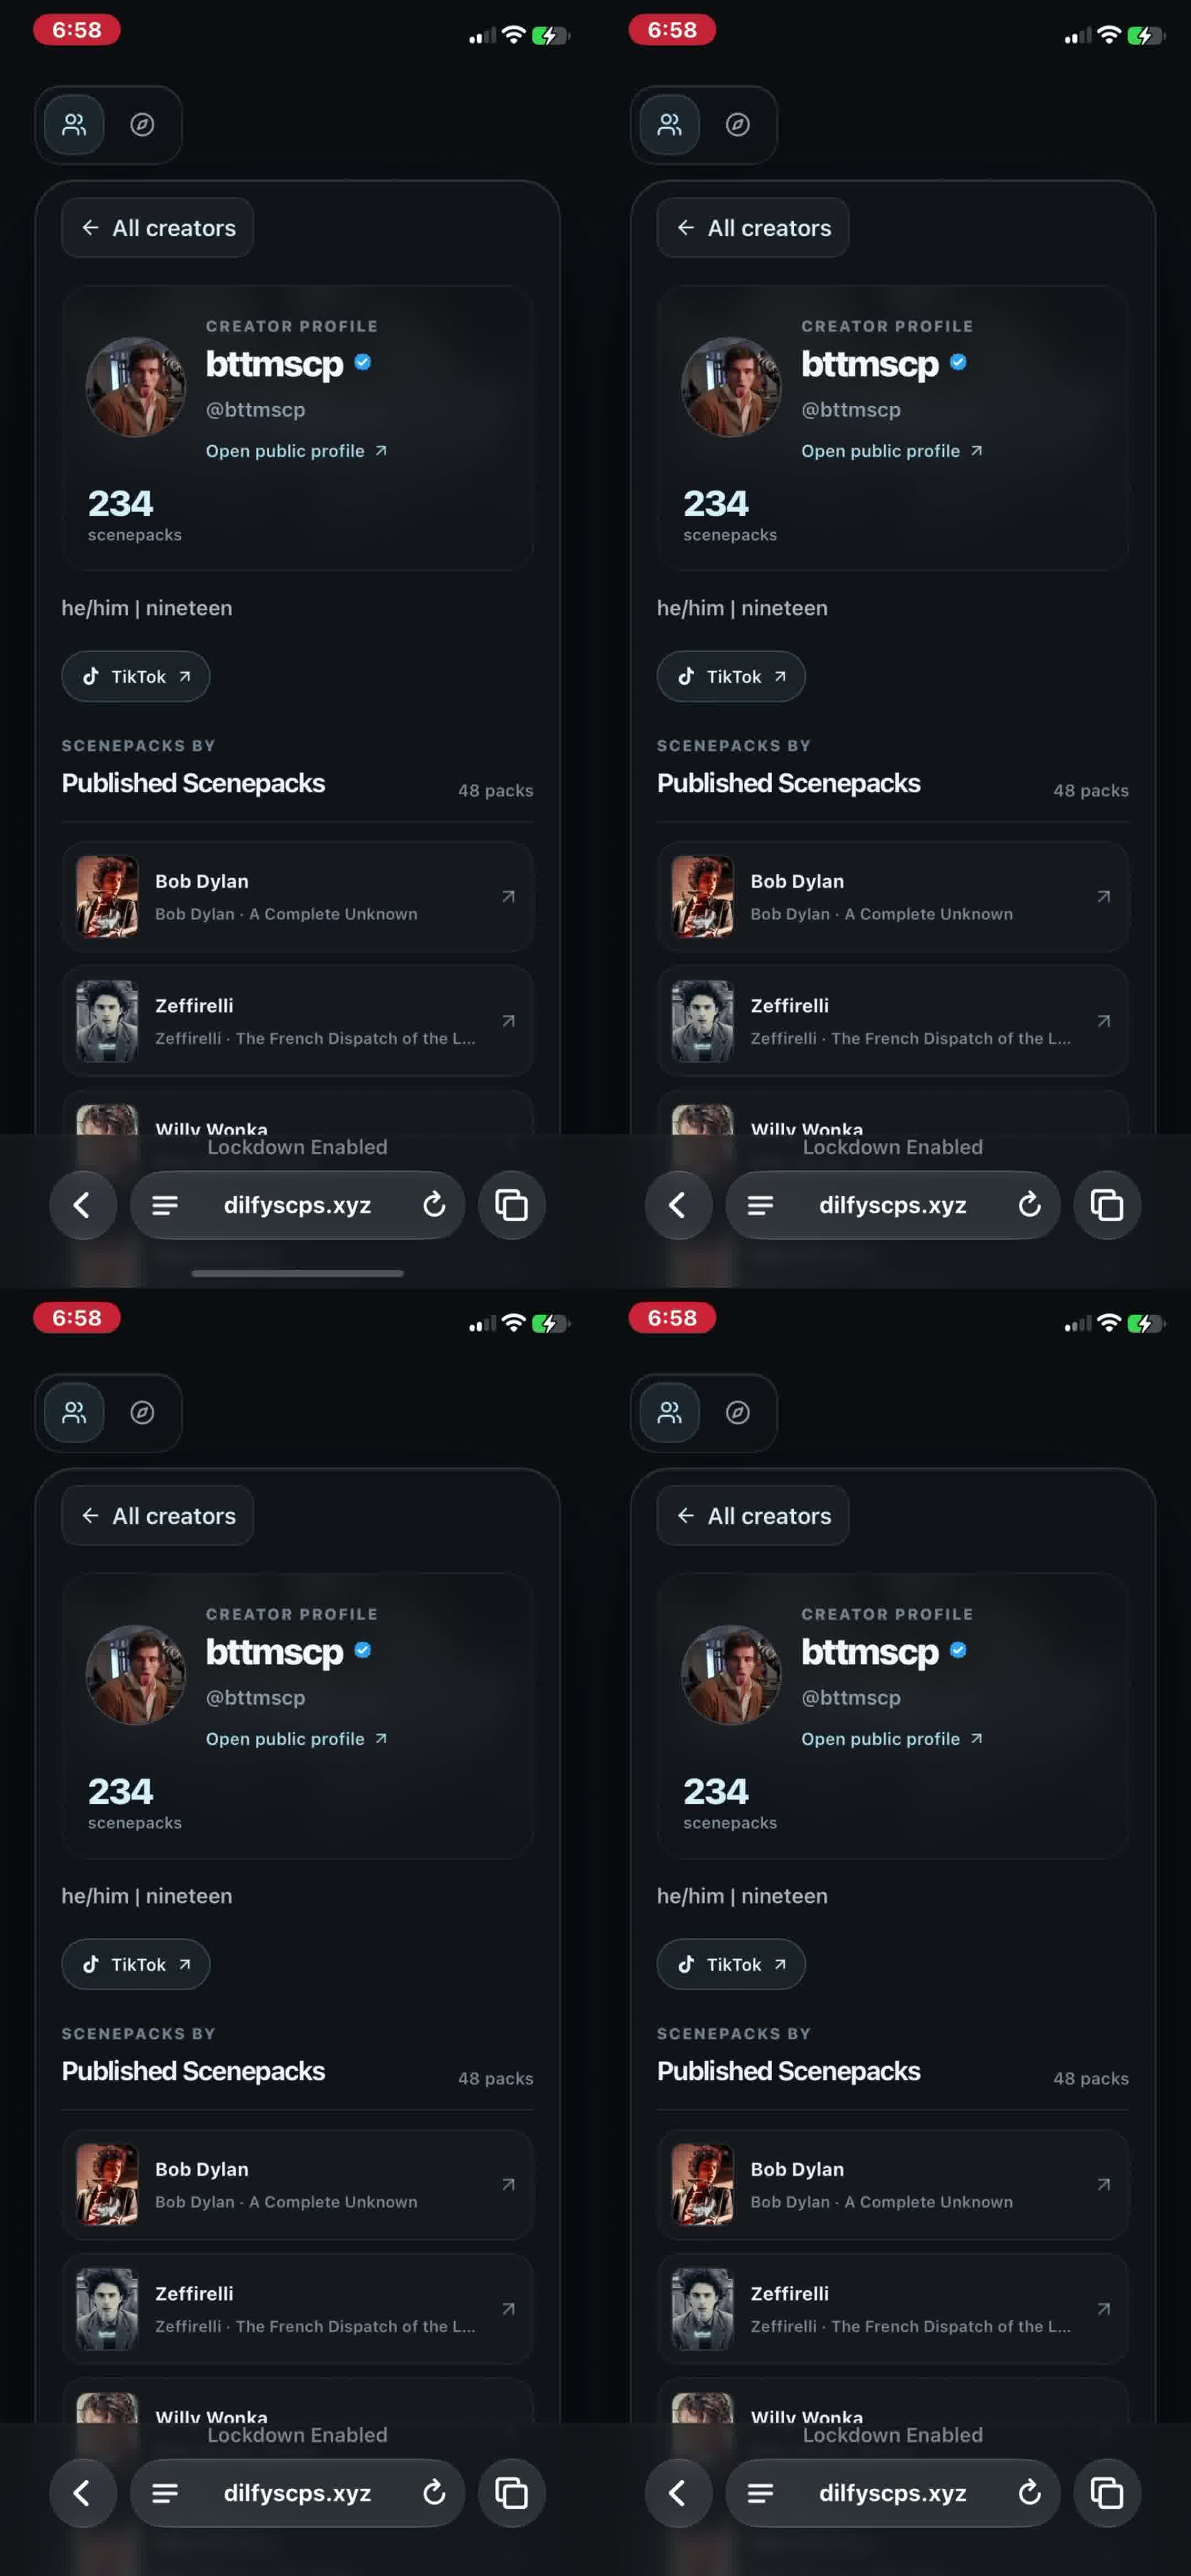 6:58
All creators
CREATOR PROFILE
bttmscp
@bttmscp
Open public profile
234
scenepacks
he/him | nineteen
TikTok
SCENEPACKS BY
Published Scenepacks
48 packs
Bob Dylan
Bob Dylan · A Complete Unknown
Zeffirelli
Zeffirelli · The French Dispatch of the L...
Willy Wonka
Lockdown Enabled
dilfyscps.xyz
6:58
All creators
CREATOR PROFILE
bttmscp
@bttmscp
Open public profile
234
scenepacks
he/him | nineteen
TikTok
SCENEPACKS BY
Published Scenepacks
48 packs
Bob Dylan
Bob Dylan · A Complete Unknown
Zeffirelli
Zeffirelli · The French Dispatch of the L...
Willy Wonka
Lockdown Enabled
dilfyscps.xyz
6:58
All creators
CREATOR PROFILE
bttmscp
@bttmscp
Open public profile
234
scenepacks
he/him | nineteen
TikTok
SCENEPACKS BY
Published Scenepacks
48 packs
Bob Dylan
Bob Dylan · A Complete Unknown
Zeffirelli
Zeffirelli · The French Dispatch of the L...
Willy Wonka
Lockdown Enabled
dilfyscps.xyz
6:58
All creators
CREATOR PROFILE
bttmscp
@bttmscp
Open public profile
234
scenepacks
he/him | nineteen
TikTok
SCENEPACKS BY
Published Scenepacks
48 packs
Bob Dylan
Bob Dylan · A Complete Unknown
Zeffirelli
Zeffirelli · The French Dispatch of the L...
Willy Wonka
Lockdown Enabled
dilfyscps.xyz